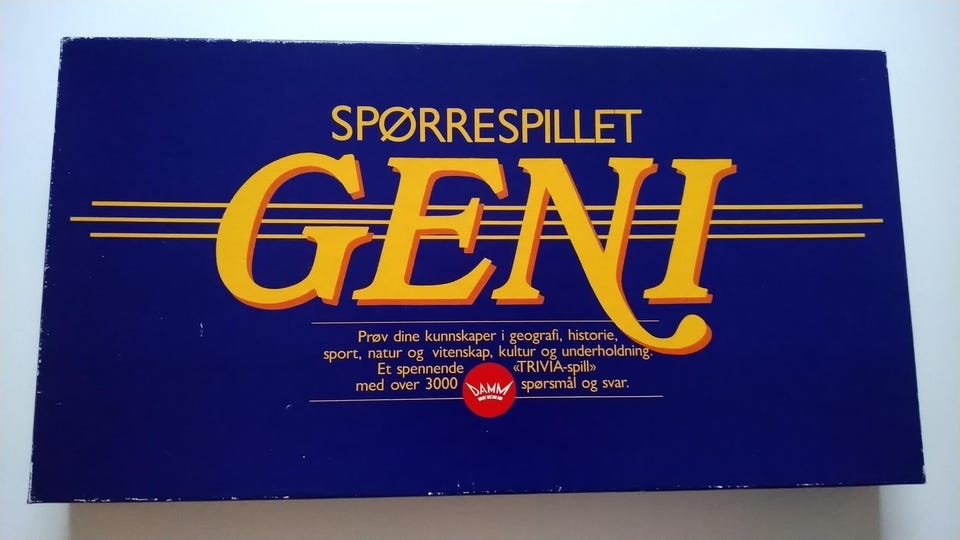 SPØRRESPILLET
GENI
Prøv dine kunnskaper i geografi, historie,
sport, natur og vitenskap, kultur og underholdning.
Et spennende «TRIVIA-spill»
med over 3000 spørsmål og svar.
DAMM